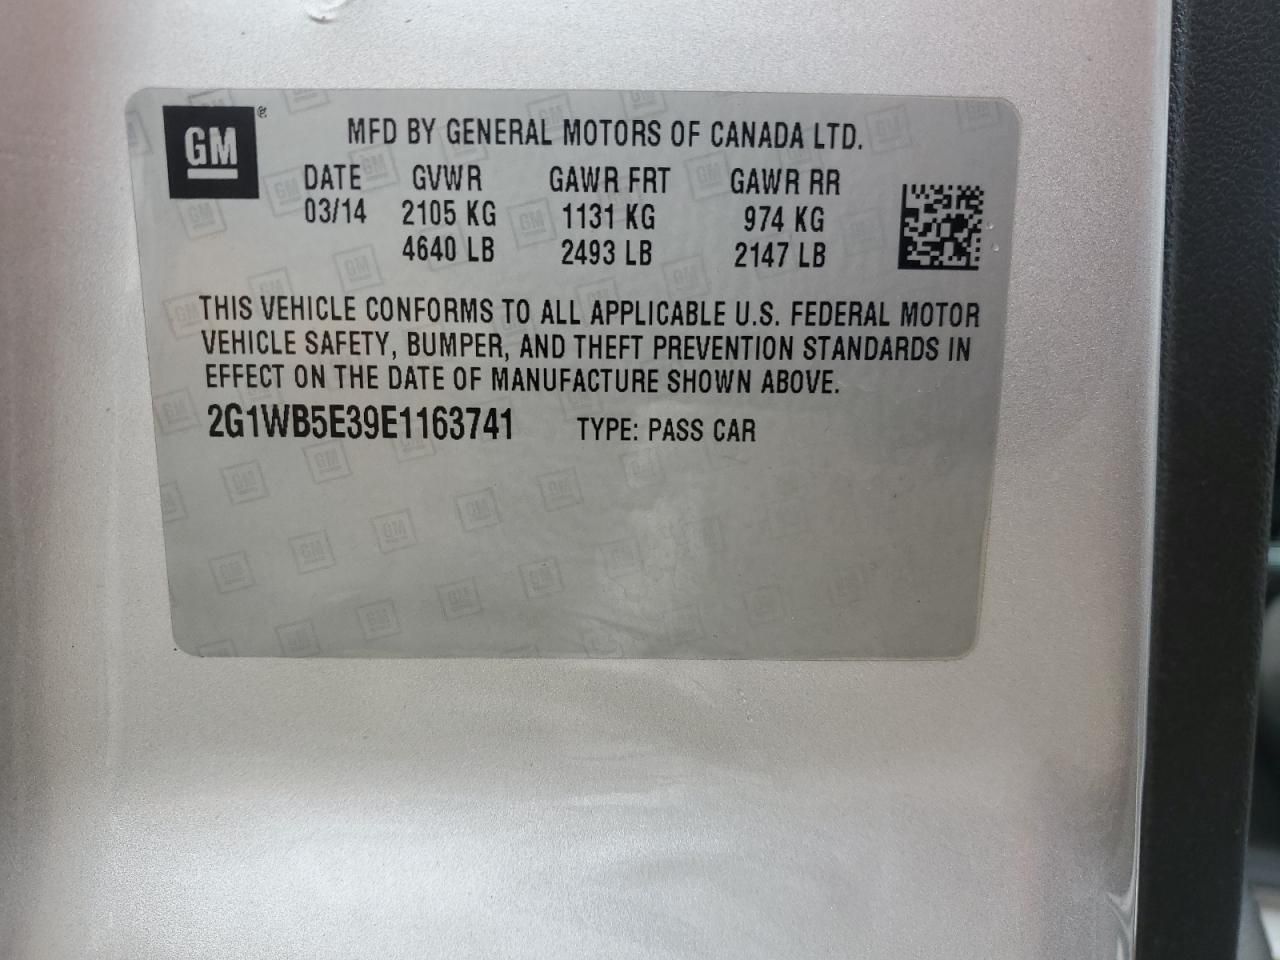 GM®
MFD BY GENERAL MOTORS OF CANADA LTD.
DATE GVWR GAWR FRT GAWR RR
03/14 2105 KG 1131 KG 974 KG
4640 LB 2493 LB 2147 LB
THIS VEHICLE CONFORMS TO ALL APPLICABLE U.S. FEDERAL MOTOR
VEHICLE SAFETY, BUMPER, AND THEFT PREVENTION STANDARDS IN
EFFECT ON THE DATE OF MANUFACTURE SHOWN ABOVE.
2G1WB5E39E1163741 TYPE: PASS CAR